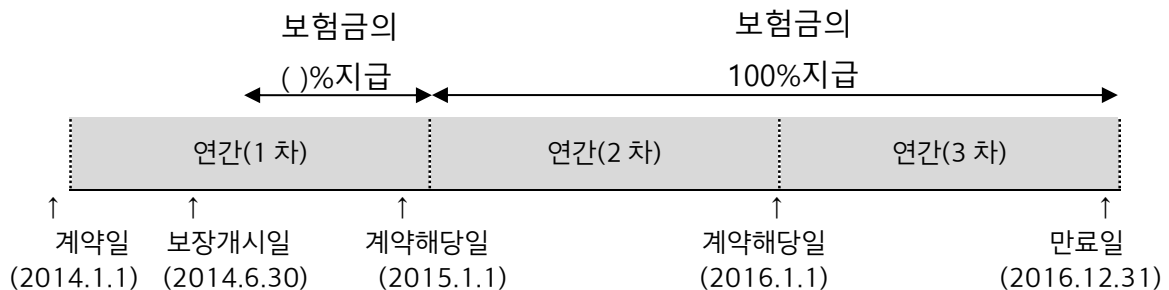 보험금의
( )%지급
보험금의
100%지급
연간(1 차)
연간(2 차)
연간(3 차)
↑ ↑ ↑ ↑ ↑
계약일 보장개시일 계약해당일 계약해당일 만료일
(2014.1.1) (2014.6.30) (2015.1.1) (2016.1.1) (2016.12.31)